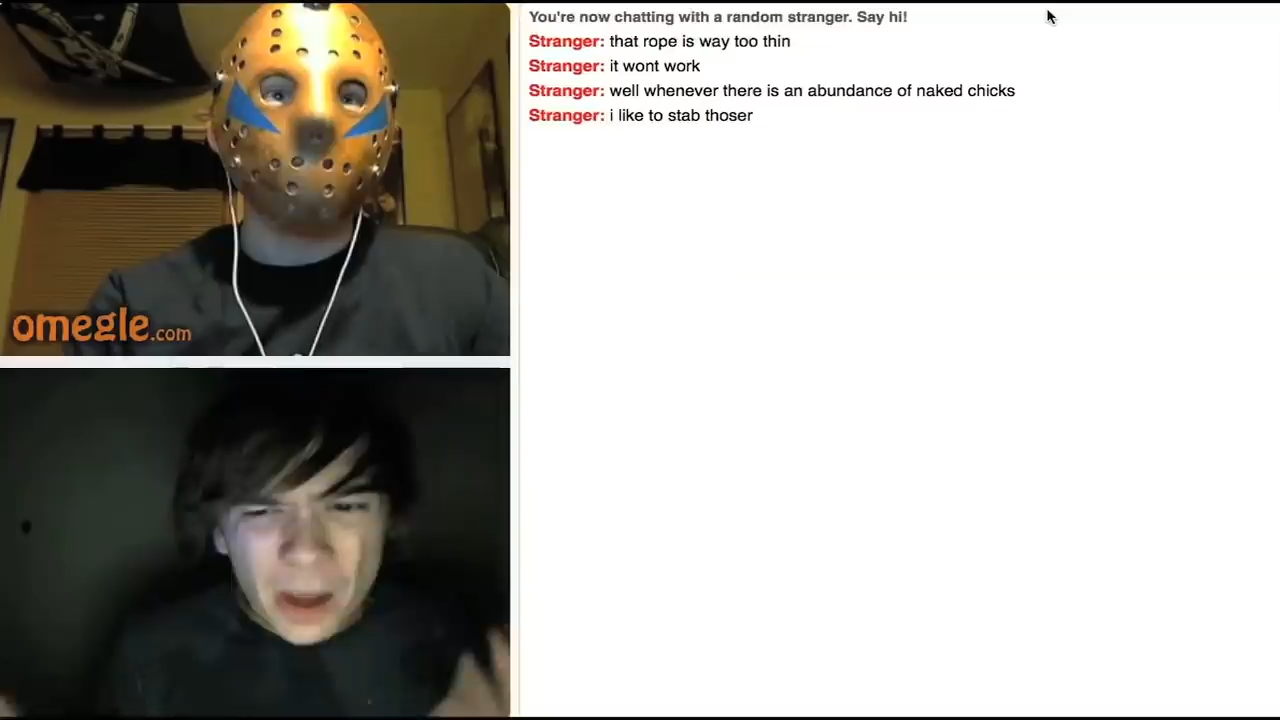 You're now chatting with a random stranger. Say hi!
Stranger: that rope is way too thin
Stranger: it wont work
Stranger: well whenever there is an abundance of naked chicks
Stranger: i like to stab thoser
omegle.com